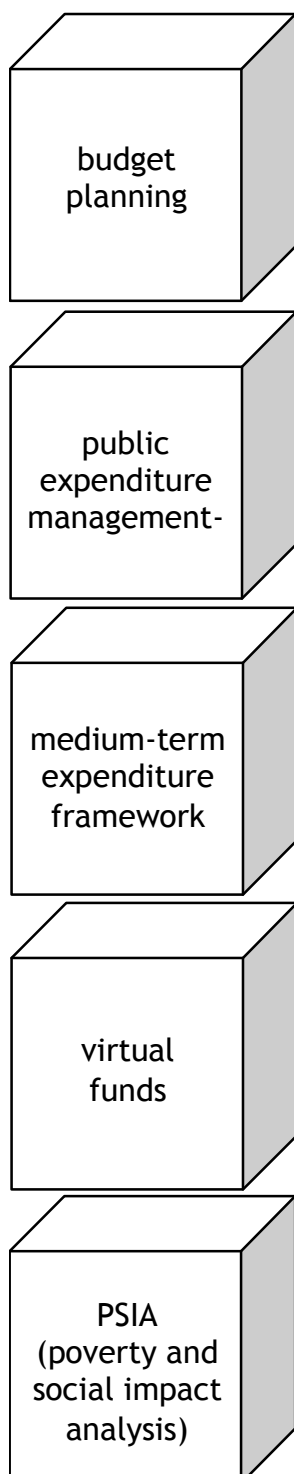 budget
planning
public
expenditure
management-
medium-term
expenditure
framework
virtual
funds
PSIA
(poverty and
social impact
analysis)